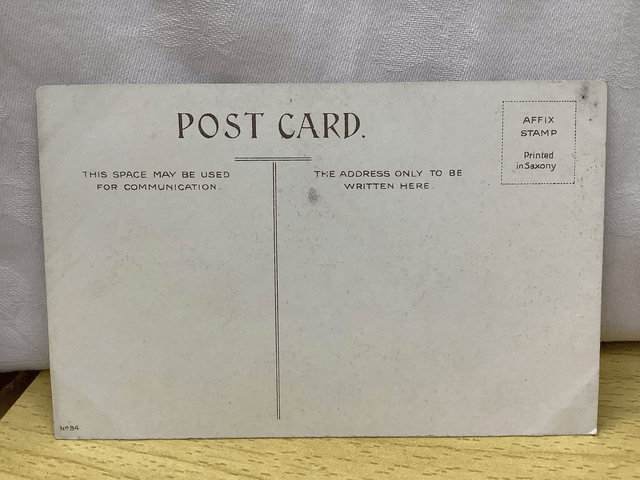 POST CARD.
AFFIX
STAMP
Printed
in Saxony
THIS SPACE MAY BE USED
FOR COMMUNICATION.
THE ADDRESS ONLY TO BE
WRITTEN HERE.
Nº 84.